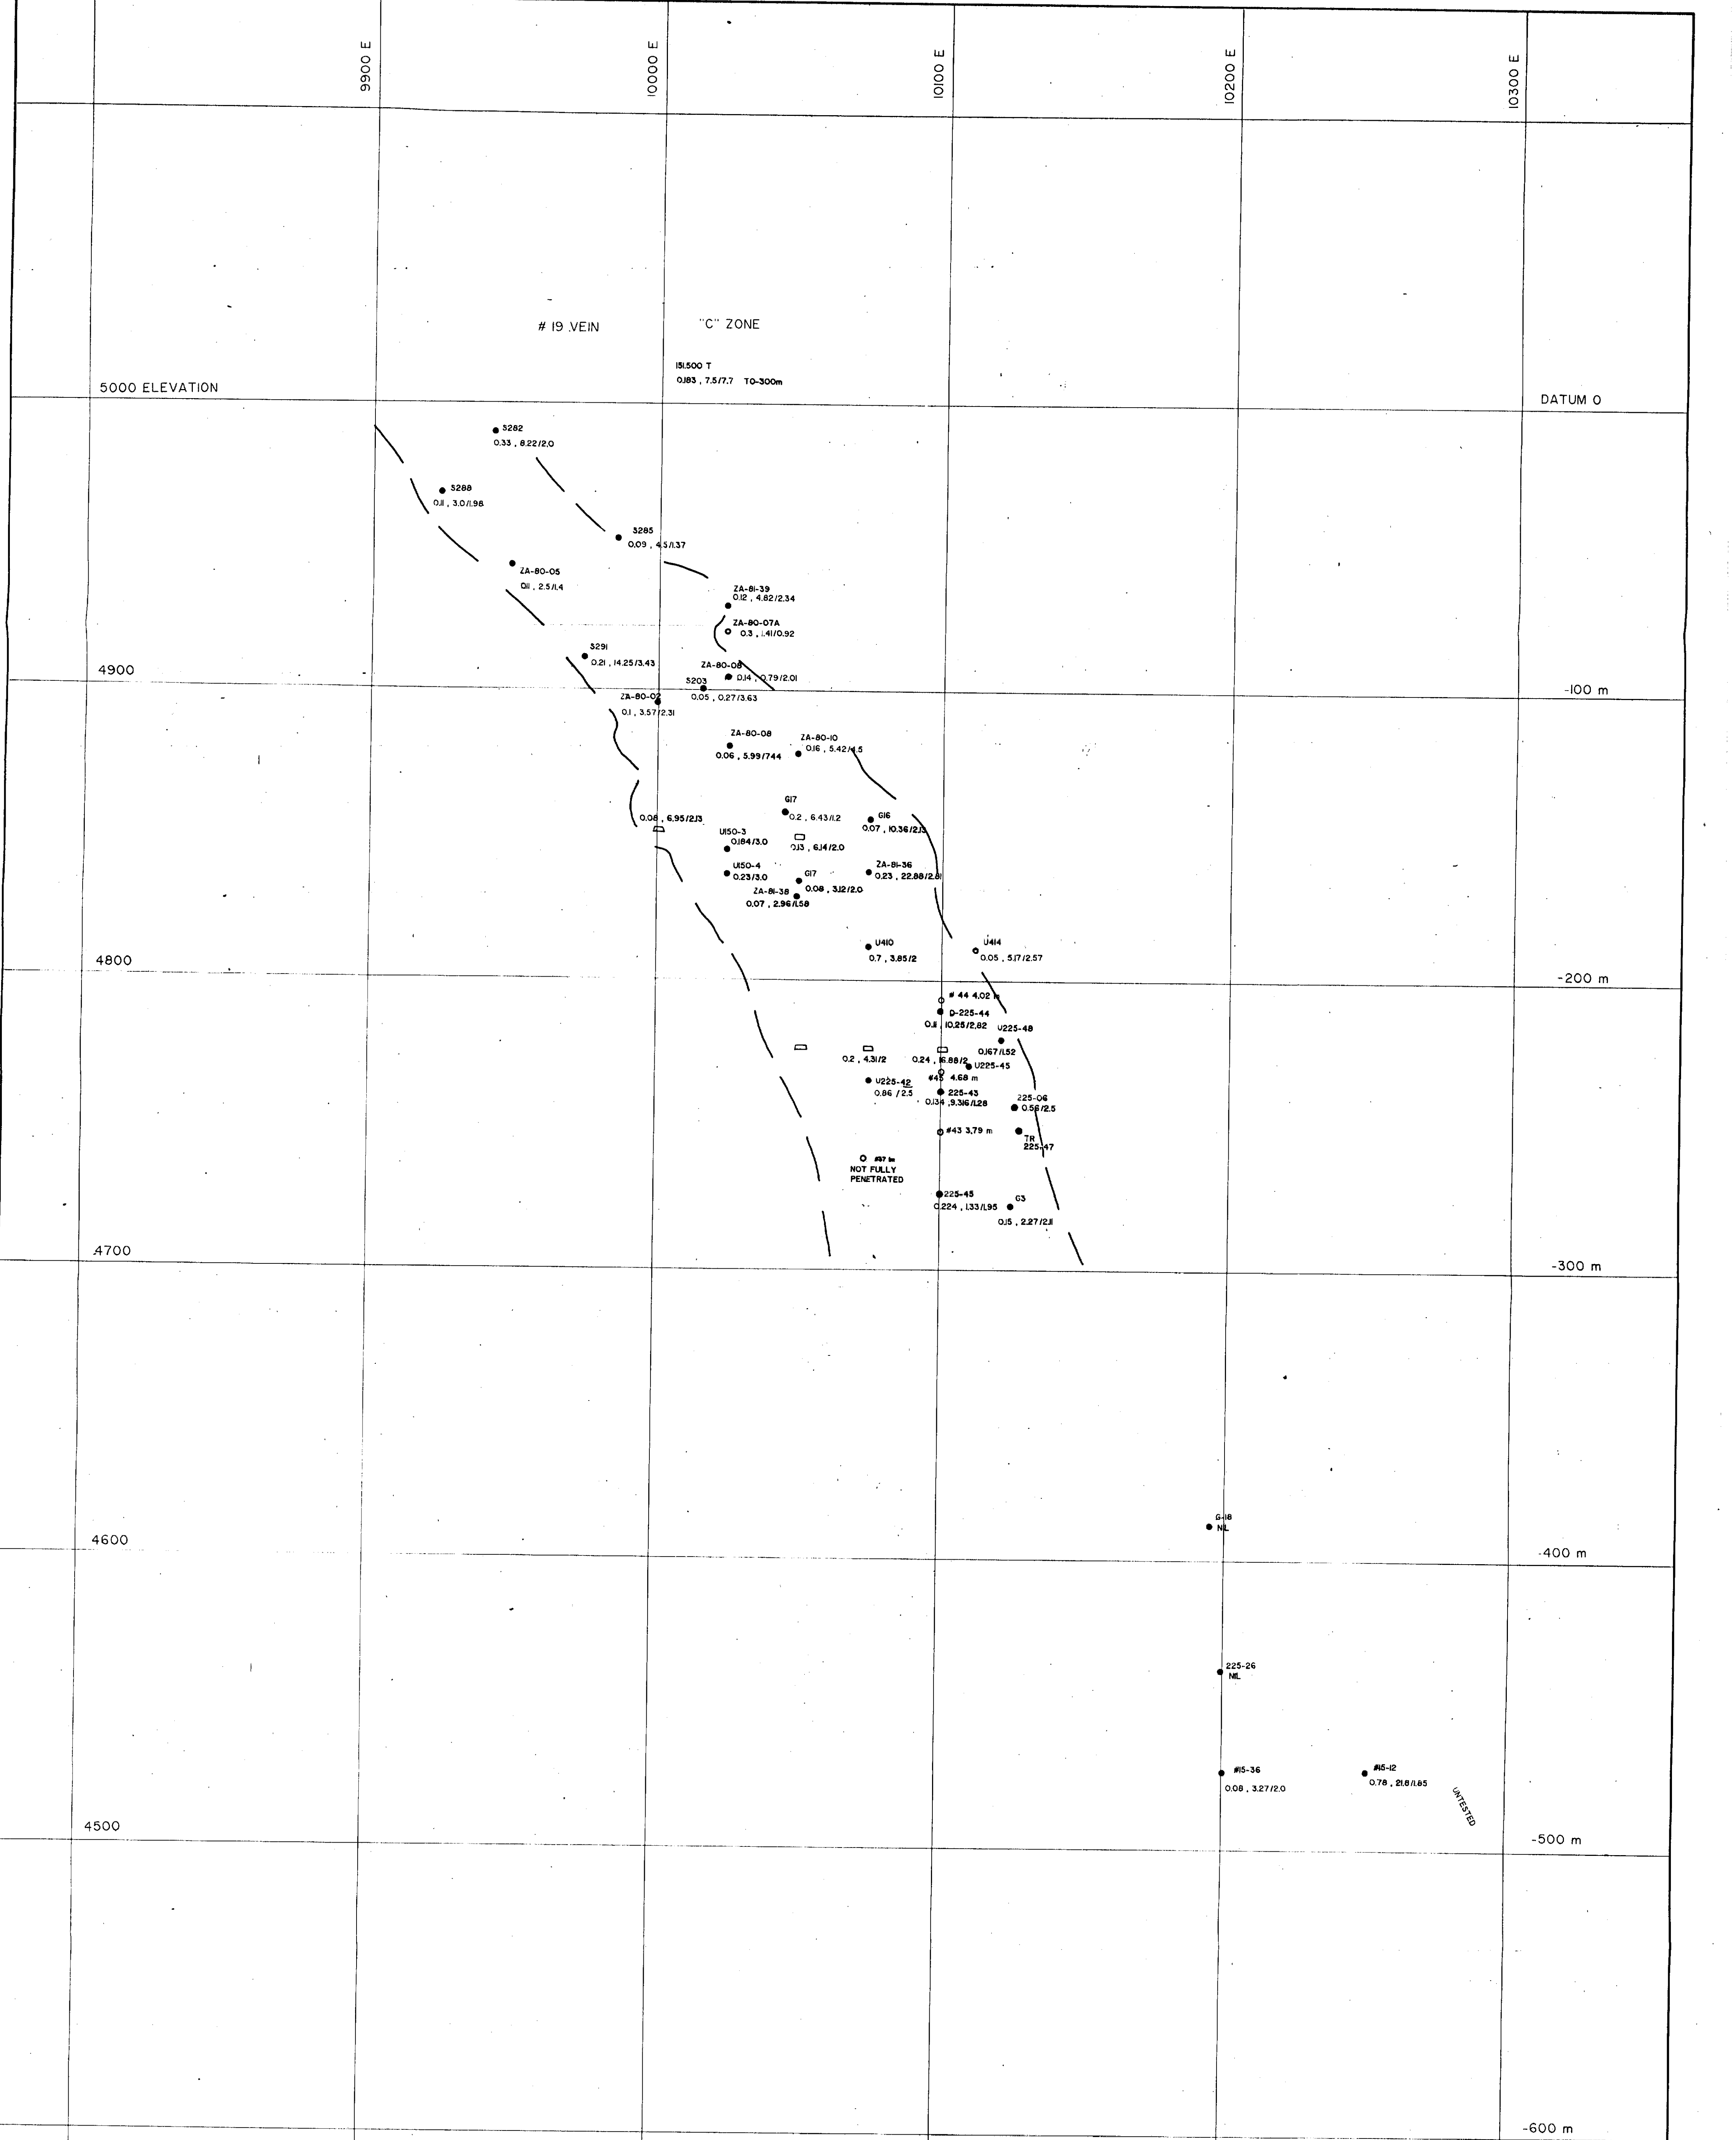 9900 E
10000 E
10100 E
10200 E
10300 E
# 19 VEIN "C" ZONE
151,500 T
0.183 , 7.5/7.7 TO-300m
5000 ELEVATION
DATUM 0
S282
0.33 , 8.22/2.0
S288
0.11 , 3.0/1.98
S285
0.09 , 4.5/1.37
ZA-80-05
0.11 , 2.5/1.4
ZA-81-39
0.12 , 4.82/2.34
ZA-80-07A
0.3 , 1.41/0.92
S291
0.21 , 14.25/3.43
4900
ZA-80-08
0.14 , 0.79/2.01
S203
0.05 , 0.27/3.63
-100 m
ZA-80-02
0.1 , 3.57/2.31
ZA-80-08
0.06 , 5.99/744
ZA-80-10
0.16 , 5.42/4.5
G17
0.2 , 6.43/1.2
G16
0.07 , 10.36/2.13
0.08 , 6.95/2.13
U150-3
0.184/3.0
0.13 , 6.14/2.0
U150-4
0.23/3.0
G17
0.08 , 3.12/2.0
ZA-81-36
0.23 , 22.88/2.81
ZA-81-38
0.07 , 2.96/1.58
U410
0.7 , 3.85/2
U414
0.05 , 5.17/2.57
4800
-200 m
# 44 4.02 m
D-225-44
0.11 , 10.25/2.82
U225-48
0.167/1.52
0.2 , 4.31/2
0.24 , 16.88/2
U225-45
#45 4.68 m
U225-42
0.86 / 2.5
225-43
0.134 , 9.316/1.28
225-06
0.56/2.5
#43 3.79 m
TR
225-47
#37
NOT FULLY
PENETRATED
225-45
0.224 , 1.33/1.95
G3
0.15 , 2.27/2.11
4700
-300 m
G-18
NIL
4600
-400 m
225-26
NIL
#15-36
0.08 , 3.27/2.0
#15-12
0.78 , 21.8/1.85
UNTESTED
4500
-500 m
-600 m